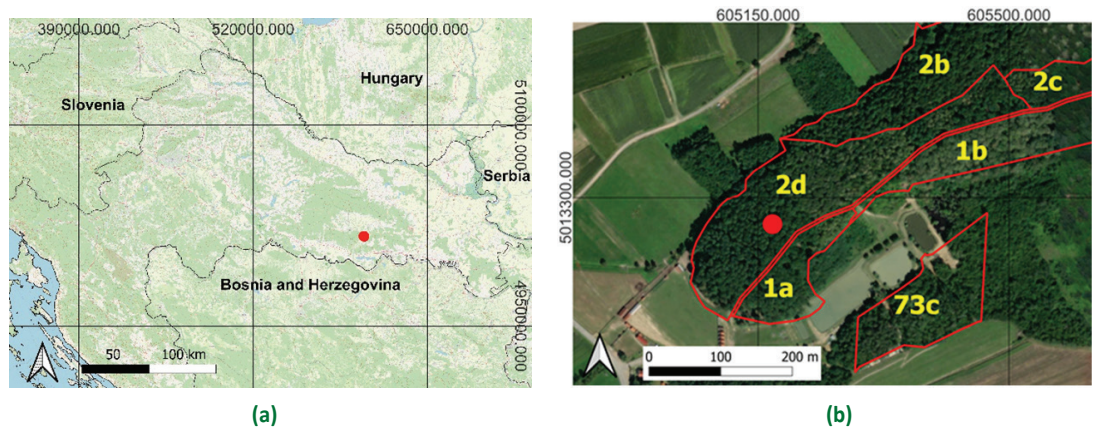 390000.000 520000.000 650000.000
Hungary
Slovenia
5100000.000
Serbia
Bosnia and Herzegovina
4950000.000
50 100 km
(a)
605150.000 605500.000
2b
2c
1b
2d
5013300.000
1a
73c
0 100 200 m
(b)